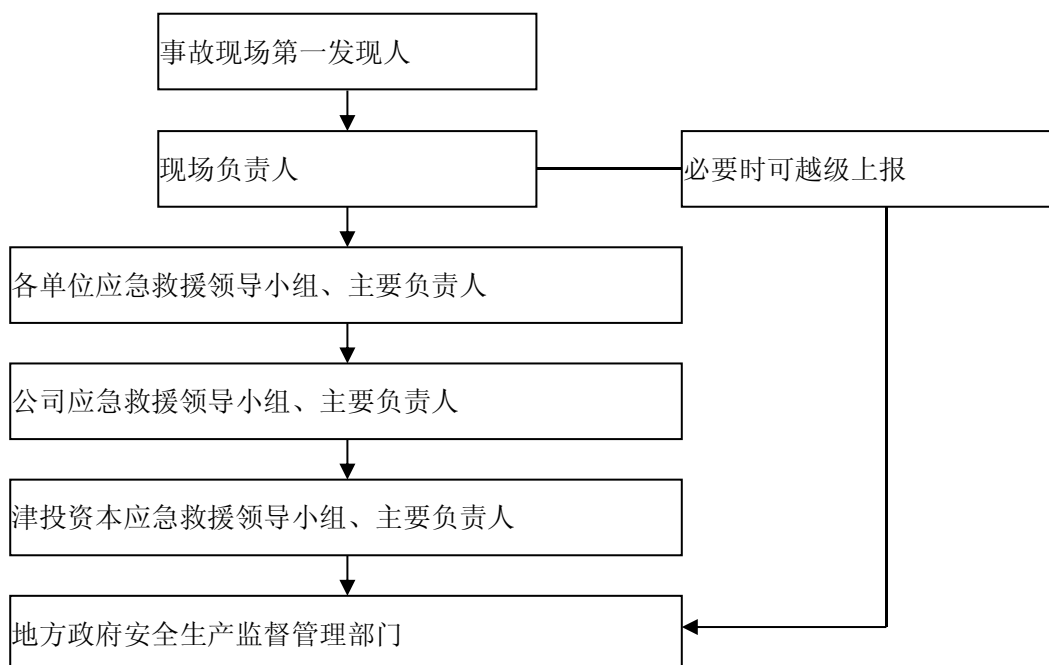 事故现场第一发现人
现场负责人
必要时可越级上报
各单位应急救援领导小组、主要负责人
公司应急救援领导小组、主要负责人
津投资本应急救援领导小组、主要负责人
地方政府安全生产监督管理部门